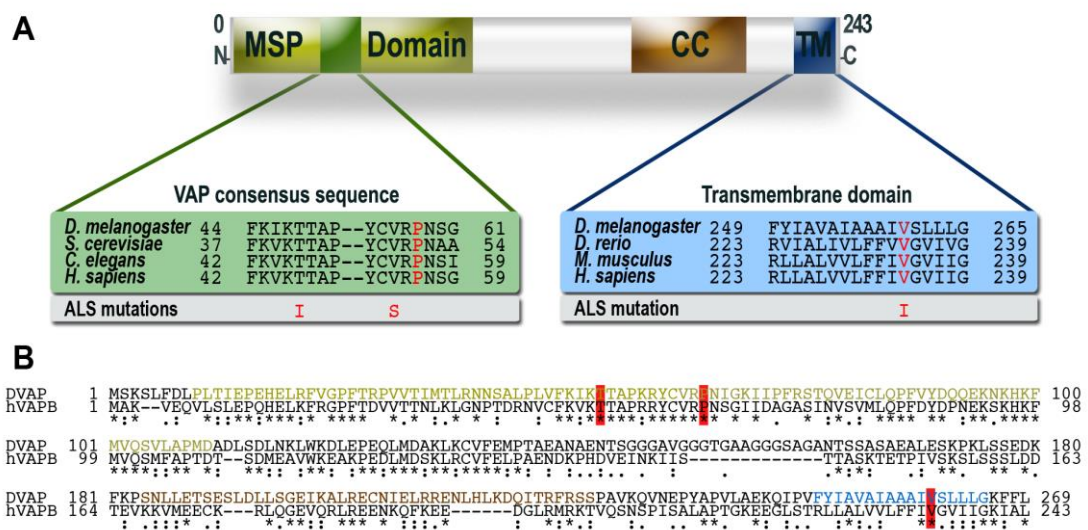 A
0
N
MSP
Domain
CC
TM
243
C
VAP consensus sequence
D. melanogaster 44 FKIKTTAP--YCVRPNSG 61
S. cerevisiae 37 FKVKTTAP--YCVRPNAA 54
C. elegans 42 FKVKTTAP--YCVRPNSI 59
H. sapiens 42 FKVKTTAP--YCVRPNSG 59
ALS mutations I S
Transmembrane domain
D. melanogaster 249 FYIAVAIAAAIVSLLLG 265
D. rerio 223 RVIALIVLFFVVGVIVG 239
M. musculus 223 RLLALVVLFFIVGVIIG 239
H. sapiens 223 RLLALVVLFFIVGVIIG 239
ALS mutation I
B
DVAP 1 MSKSLFDLPLTIEPEHELRFVGPFTRPVVTIMTLRNNSALPLVFKIKTTAPKRYCVRPNIGKIIPFRSTQVEICLQPFVYDQQEKNKHKF 100
hVAPB 1 MAK--VEQVLSLEPQHELKFRGPFTDVVTTNLKLGNPTDRNVCFKVKTTAPRRYCVRPNSGIIDAGASINVSVMLQPFDYDPNEKSKHKF 98
DVAP 101 MVQSVLAPMDADLSDLNKLWKDLEPEQLMDAKLKCVFEMPTAEANAENTSGGGAVGGGTGAAGGGSAGANTSSASAEALESKPKLSSEDK 180
hVAPB 99 MVQSMFAPTDT--SDMEAVWKEAKPEDLMDSKLRCVFELPAENDKPHDVEINKIIS-------------TTASKTETPIVSKSLSSSLDD 163
DVAP 181 FKPSNLLETSESLDLLSGEIKALRECNIELRRENLHLKDQITRFRSSPAVKQVNEPYAPVLAEKQIPVFYIAVAIAAAIVSLLLGKFFL 269
hVAPB 164 TEVKKVMEECK---RLQGEVQRLREENKQFKEE----DGLRMRKTVQSNSPISALAPTGKEEGLSTRLLALVVLFFIVGVIIGKIAL 243